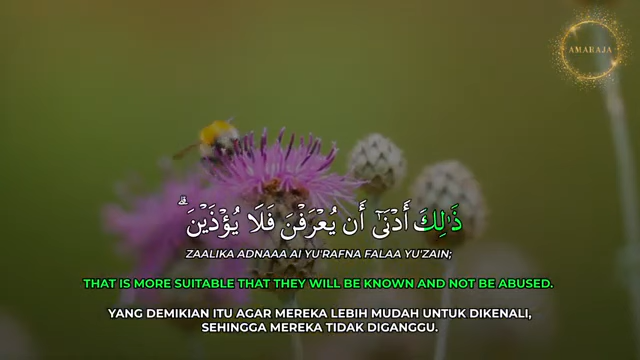 AMARAJA
ذَٰلِكَ أَدْنَىٰٓ أَن يُعْرَفْنَ فَلَا يُؤْذَيْنَ ۗ
ZAALIKA ADNAAA AI YU'RAFNA FALAA YU'ZAIN;
THAT IS MORE SUITABLE THAT THEY WILL BE KNOWN AND NOT BE ABUSED.
YANG DEMIKIAN ITU AGAR MEREKA LEBIH MUDAH UNTUK DIKENALI,
SEHINGGA MEREKA TIDAK DIGANGGU.